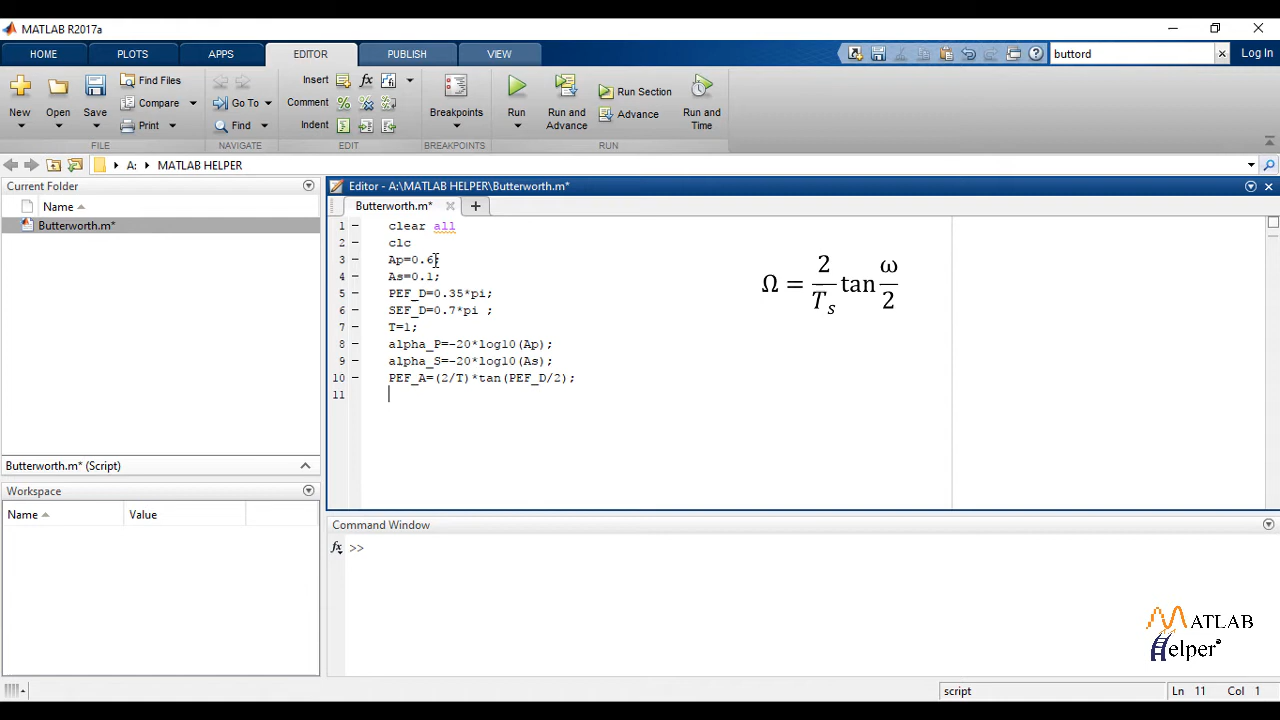 MATLAB R2017a
HOME PLOTS APPS EDITOR PUBLISH VIEW buttord Log In
New Open Save Find Files Compare Print Go To Find Insert fx Comment % Indent Breakpoints Run Run and Advance Run Section Advance Run and Time
FILE NAVIGATE EDIT BREAKPOINTS RUN
A: MATLAB HELPER
Current Folder
Name
Butterworth.m*
Butterworth.m* (Script)
Workspace
Name Value
Editor - A:\MATLAB HELPER\Butterworth.m*
Butterworth.m*
1 clear all
2 clc
3 Ap=0.6;
4 As=0.1;
5 PEF_D=0.35*pi;
6 SEF_D=0.7*pi ;
7 T=1;
8 alpha_P=-20*log10(Ap);
9 alpha_S=-20*log10(As);
10 PEF_A=(2/T)*tan(PEF_D/2);
11
Ω = 2/Tₛ tan ω/2
Command Window
fx >>
MATLAB
Helper
script Ln 11 Col 1